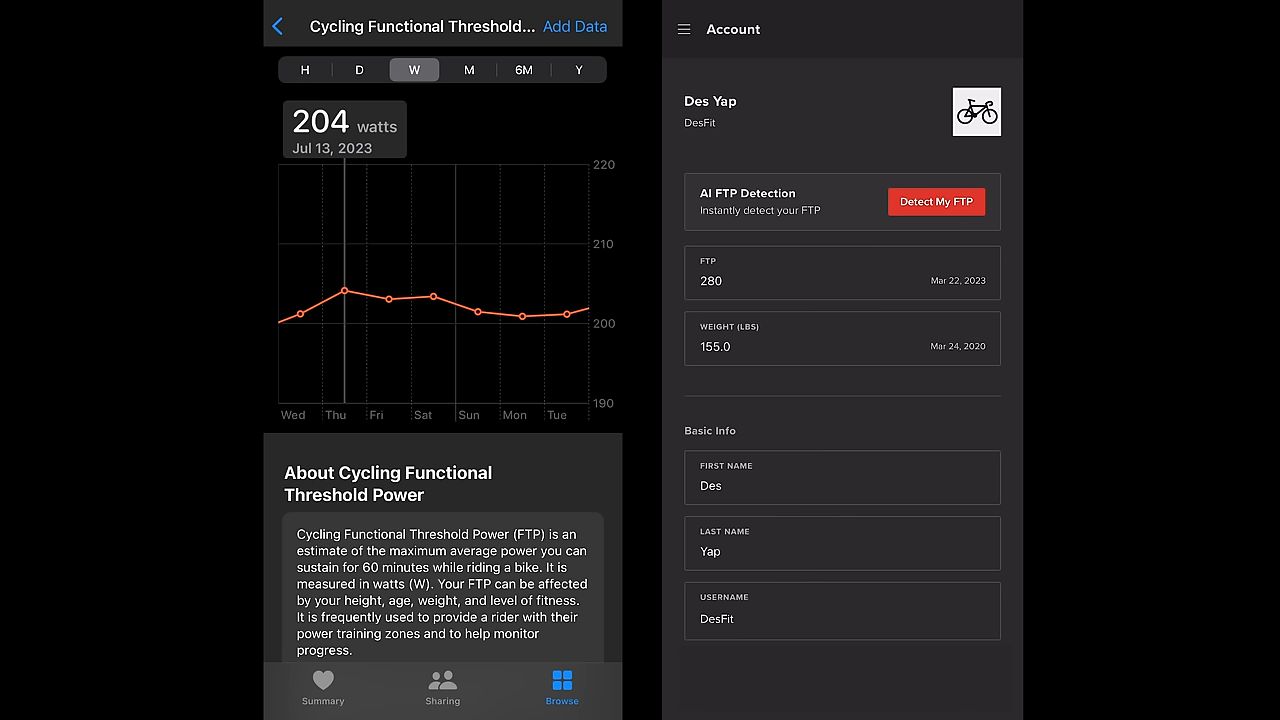 Cycling Functional Threshold... Add Data
H D W M 6M Y
204 watts
Jul 13, 2023
220
210
200
190
Wed Thu Fri Sat Sun Mon Tue
About Cycling Functional
Threshold Power
Cycling Functional Threshold Power (FTP) is an
estimate of the maximum average power you can
sustain for 60 minutes while riding a bike. It is
measured in watts (W). Your FTP can be affected
by your height, age, weight, and level of fitness.
It is frequently used to provide a rider with their
power training zones and to help monitor
progress.
Summary Sharing Browse
Account
Des Yap
DesFit
AI FTP Detection
Instantly detect your FTP
Detect My FTP
FTP
280 Mar 22, 2023
WEIGHT (LBS)
155.0 Mar 24, 2020
Basic Info
FIRST NAME
Des
LAST NAME
Yap
USERNAME
DesFit